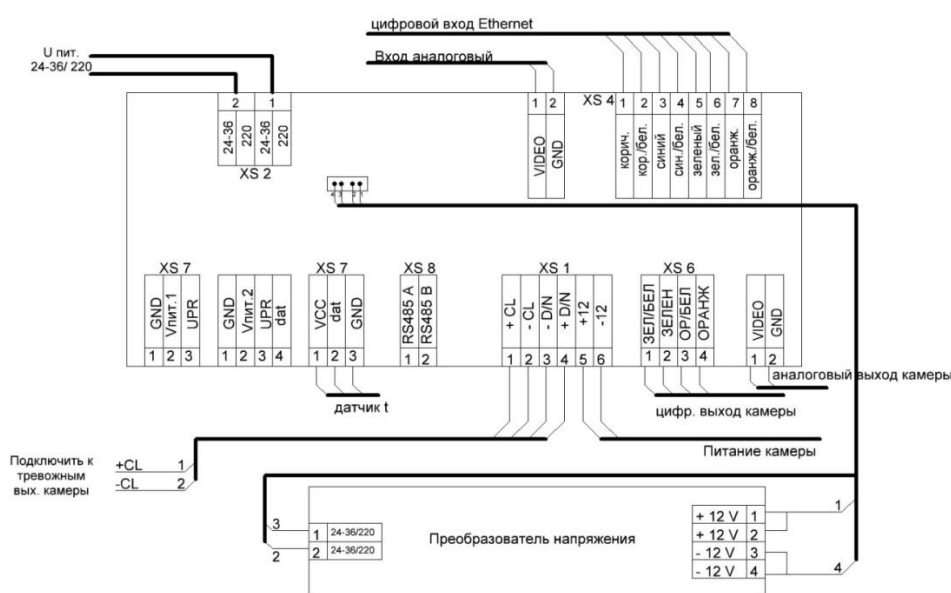 цифровой вход Ethernet
U пит.
24-36/ 220
Вход аналоговый
2 1
24-36 220 24-36 220
XS 2
1 2
VIDEO GND
XS 4
1 2 3 4 5 6 7 8
корич. кор./бел. синий син./бел. зеленый зел./бел. оранж. оранж./бел.
4 3 2 1
XS 7
GND Vпит.1 UPR
1 2 3
GND Vпит.2 UPR dat
1 2 3 4
XS 7
VCC dat GND
1 2 3
XS 8
RS485 A RS485 B
1 2
XS 1
+ CL - CL - D/N + D/N +12 -12
1 2 3 4 5 6
XS 6
ЗЕЛ/БЕЛ ЗЕЛЕН ОР/БЕЛ ОРАНЖ
1 2 3 4
VIDEO GND
1 2
аналоговый выход камеры
датчик t
цифр. выход камеры
Питание камеры
Подключить к
тревожным
вых. камеры
+CL 1
-CL 2
3
2
1 24-36/220
2 24-36/220
Преобразователь напряжения
+ 12 V 1
+ 12 V 2
- 12 V 3
- 12 V 4
1
4